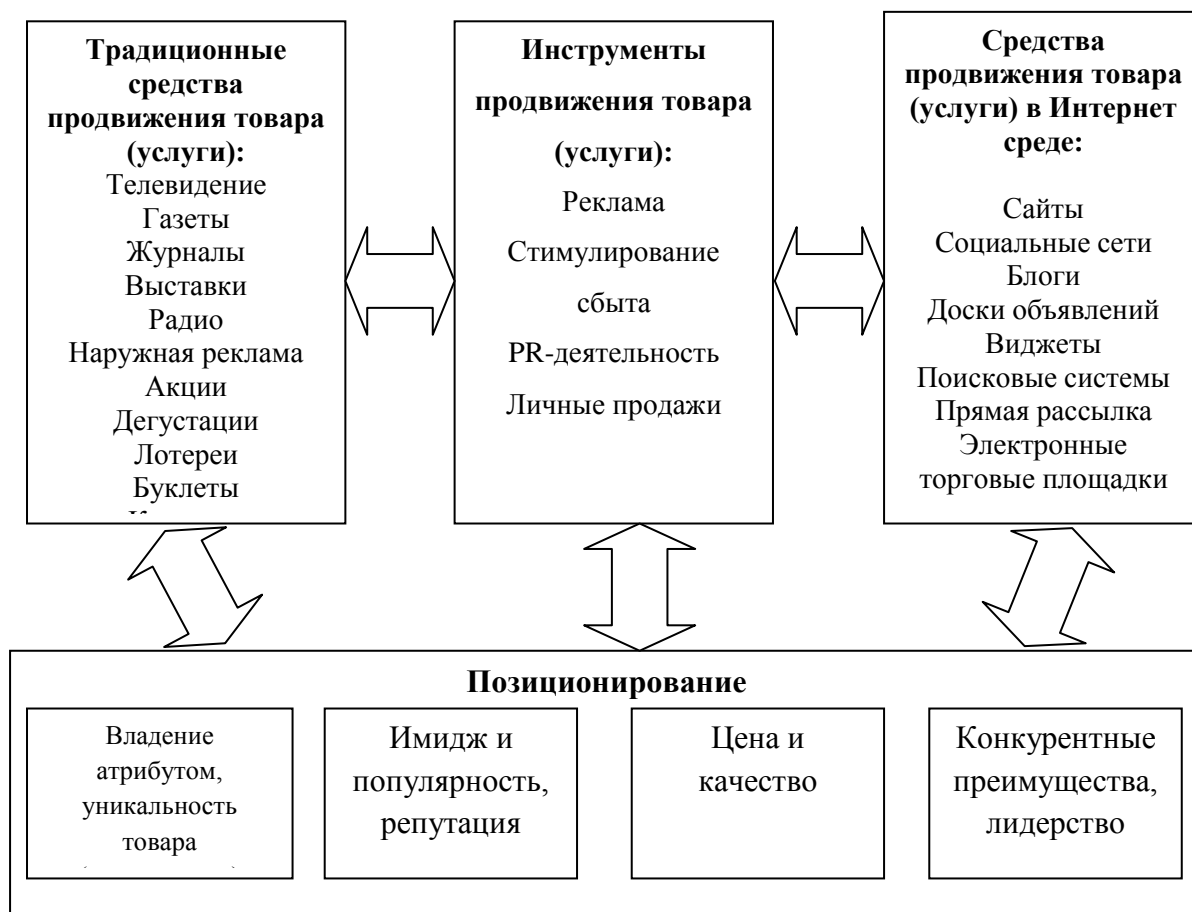 Традиционные
средства
продвижения товара
(услуги):
Телевидение
Газеты
Журналы
Выставки
Радио
Наружная реклама
Акции
Дегустации
Лотереи
Буклеты
Инструменты
продвижения товара
(услуги):
Реклама
Стимулирование
сбыта
PR-деятельность
Личные продажи
Средства
продвижения товара
(услуги) в Интернет
среде:
Сайты
Социальные сети
Блоги
Доски объявлений
Виджеты
Поисковые системы
Прямая рассылка
Электронные
торговые площадки
Позиционирование
Владение
атрибутом,
уникальность
товара
Имидж и
популярность,
репутация
Цена и
качество
Конкурентные
преимущества,
лидерство